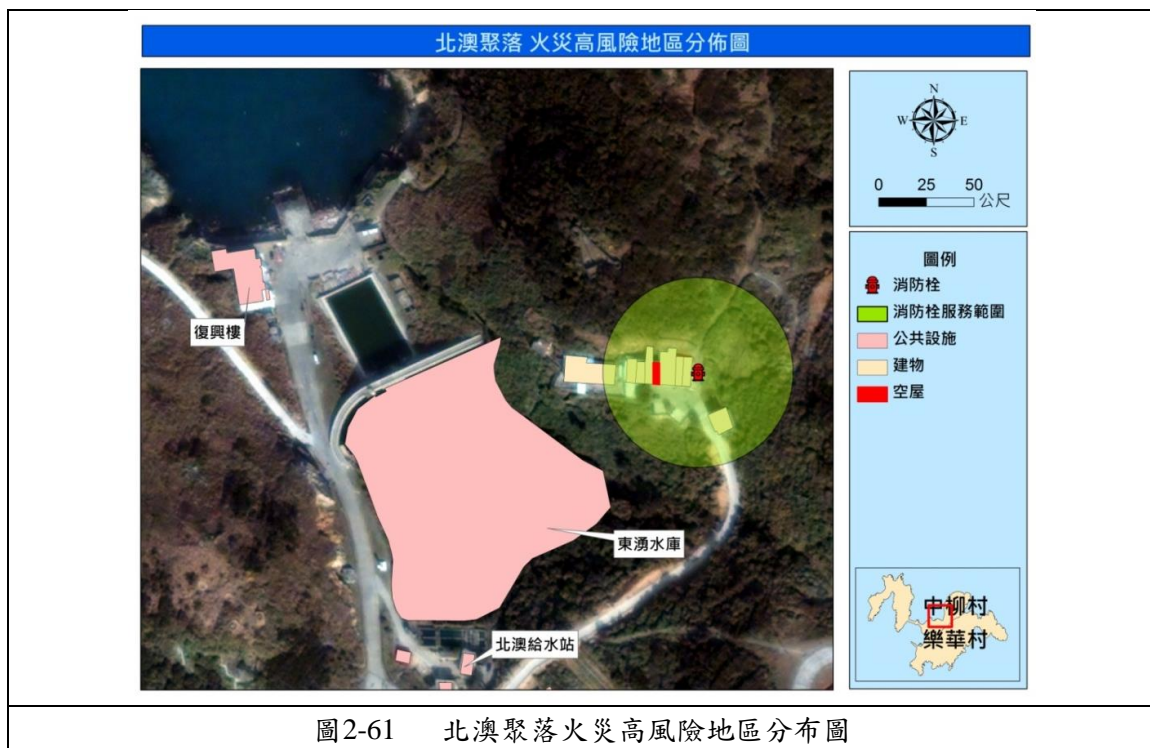 北澳聚落 火災高風險地區分佈圖
N
W E
S
0 25 50
公尺
圖例
消防栓
消防栓服務範圍
公共設施
建物
空屋
復興樓
東湧水庫
北澳給水站
中柳村
樂華村
圖2-61 北澳聚落火災高風險地區分布圖